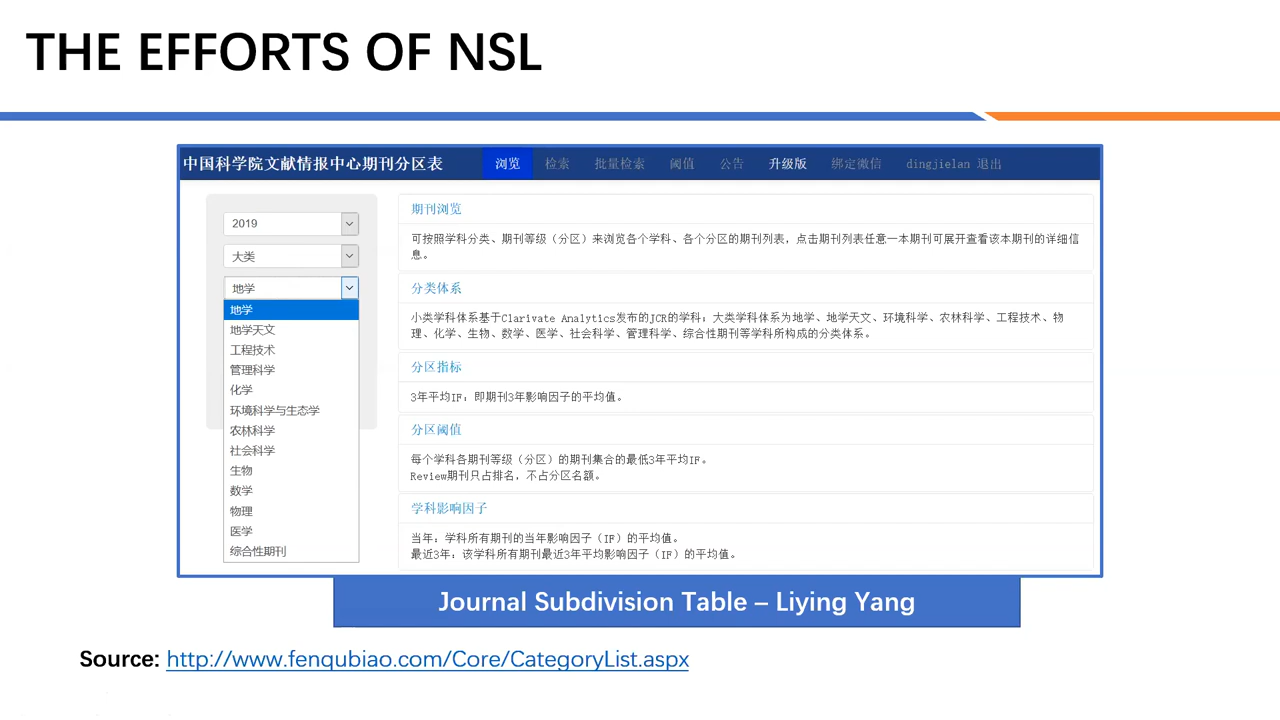 THE EFFORTS OF NSL
中国科学院文献情报中心期刊分区表
浏览 检索 批量检索 阈值 公告 升级版 绑定微信 dingjielan 退出
2019
大类
地学
地学
地学天文
工程技术
管理科学
化学
环境科学与生态学
农林科学
社会科学
生物
数学
物理
医学
综合性期刊
期刊浏览
可按照学科分类、期刊等级（分区）来浏览各个学科、各个分区的期刊列表，点击期刊列表任意一本期刊可展开查看该本期刊的详细信
息。
分类体系
小类学科体系基于Clarivate Analytics发布的JCR的学科；大类学科体系为地学、地学天文、环境科学、农林科学、工程技术、物
理、化学、生物、数学、医学、社会科学、管理科学、综合性期刊等学科所构成的分类体系。
分区指标
3年平均IF：即期刊3年影响因子的平均值。
分区阈值
每个学科各期刊等级（分区）的期刊集合的最低3年平均IF。
Review期刊只占排名，不占分区名额。
学科影响因子
当年：学科所有期刊的当年影响因子（IF）的平均值。
最近3年：该学科所有期刊最近3年平均影响因子（IF）的平均值。
Journal Subdivision Table – Liying Yang
Source: http://www.fenqubiao.com/Core/CategoryList.aspx